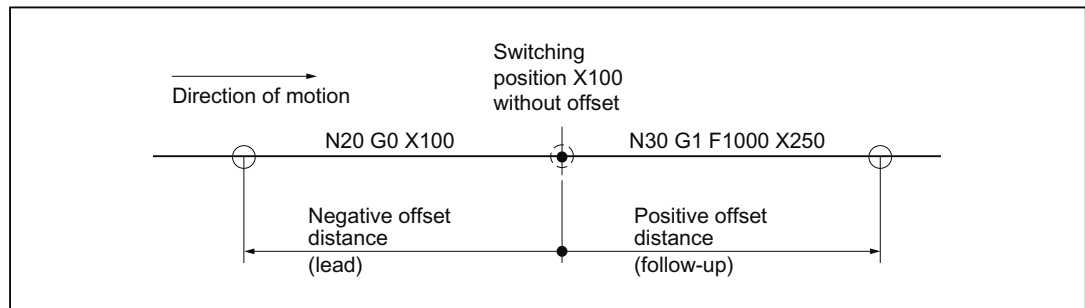 Switching
position X100
without offset
Direction of motion
N20 G0 X100
N30 G1 F1000 X250
Negative offset
distance
(lead)
Positive offset
distance
(follow-up)